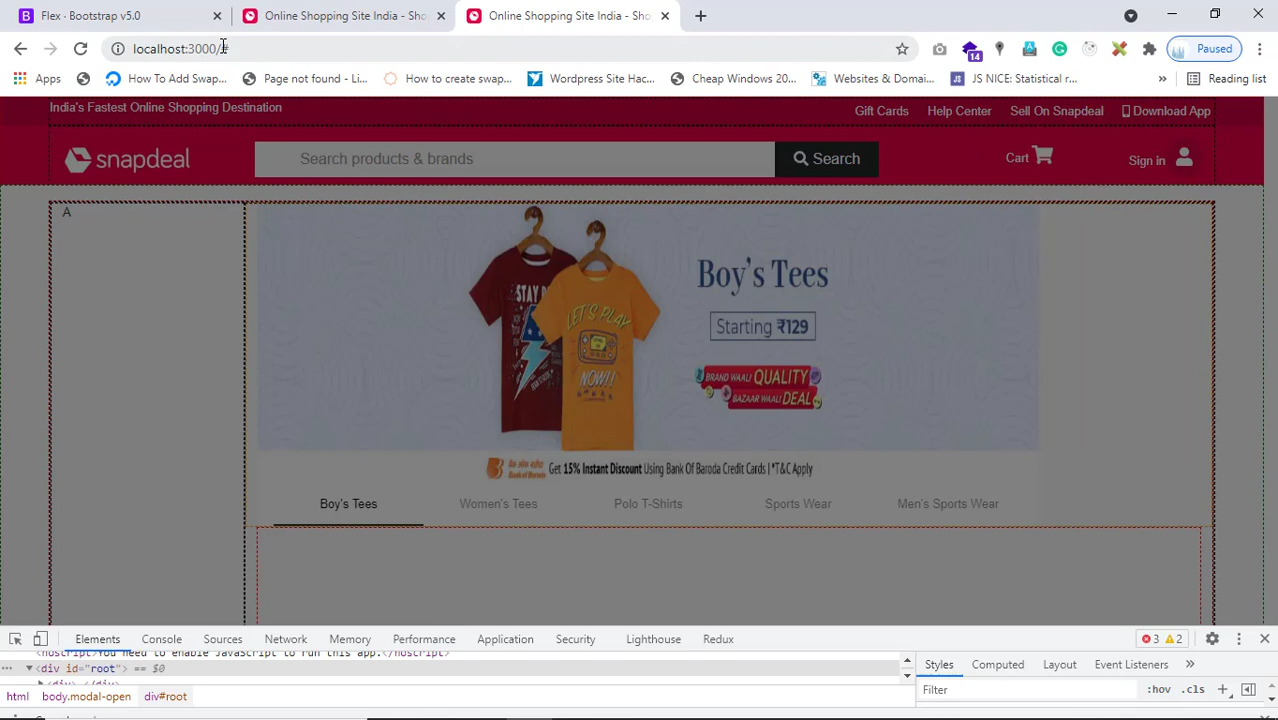 Flex · Bootstrap v5.0
Online Shopping Site India - Sho
Online Shopping Site India - Sho
localhost:3000/#
14
Paused
Apps
How To Add Swap...
Page not found - Li...
How to create swap...
Wordpress Site Hac...
Cheap Windows 20...
Websites & Domai...
JS NICE: Statistical r...
»
Reading list
India's Fastest Online Shopping Destination
Gift Cards
Help Center
Sell On Snapdeal
Download App
snapdeal
Search products & brands
Search
Cart
Sign in
A
Boy's Tees
Starting ₹129
BRAND WAALI QUALITY
BAZAAR WAALI DEAL
LET'S PLAY
NOW!!
Get 15% Instant Discount Using Bank Of Baroda Credit Cards | *T&C Apply
Boy's Tees
Women's Tees
Polo T-Shirts
Sports Wear
Men's Sports Wear
Elements
Console
Sources
Network
Memory
Performance
Application
Security
Lighthouse
Redux
3
2
<noscript>You need to enable JavaScript to run this app.</noscript>
<div id="root"> == $0
html
body.modal-open
div#root
Styles
Computed
Layout
Event Listeners
»
Filter
:hov
.cls